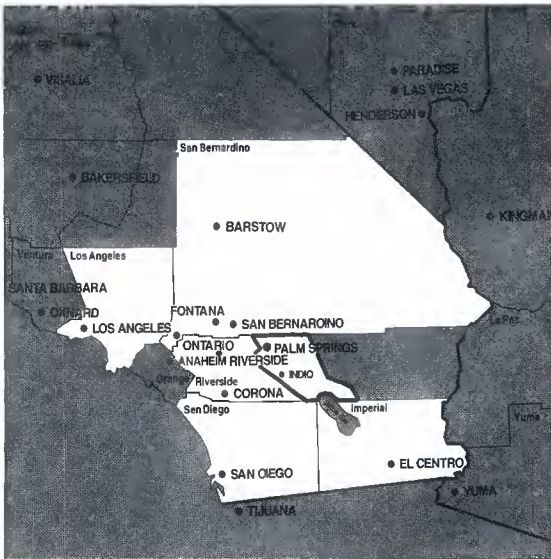 VISALIA
PARADISE
LAS VEGAS
HENDERSON
San Bernardino
BAKERSFIELD
KINGMAN
BARSTOW
Ventura
Los Angeles
SANTA BARBARA
OXNARD
FONTANA
La Paz
LOS ANGELES
SAN BERNAROINO
ONTARIO
PALM SPRINGS
ANAHEIM RIVERSIDE
INDIO
Orange
Riverside
CORONA
Imperial
San Diego
Yuma
SAN OIEGO
EL CENTRO
YUMA
TIJUANA